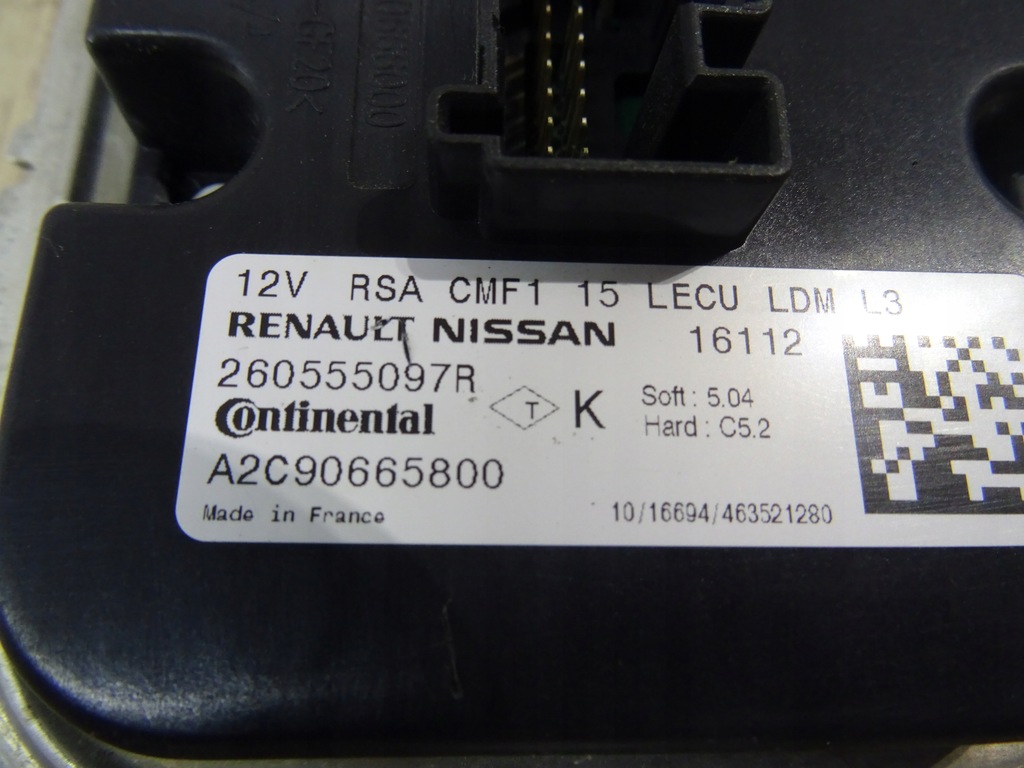 12V RSA CMF1 15 LECU LDM L3
RENAULT NISSAN 16112
260555097R
Continental T K
Soft : 5.04
Hard : C5.2
A2C90665800
Made in France 10/16694/463521280